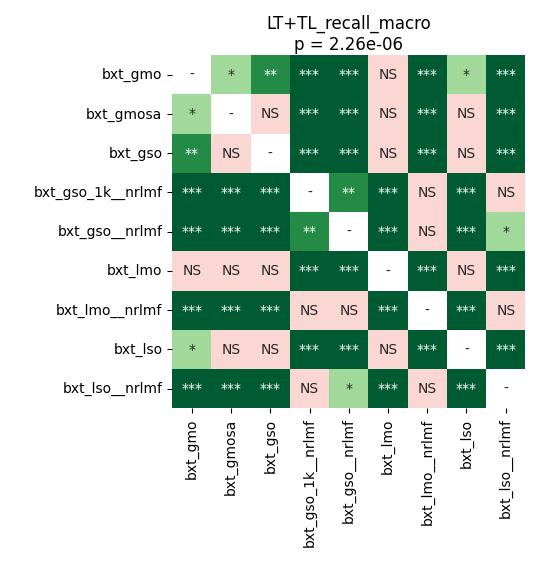 LT+TL_recall_macro
p = 2.26e-06
bxt_gmo - * ** *** *** NS *** * ***
bxt_gmosa * - NS *** *** NS *** NS ***
bxt_gso ** NS - *** *** NS *** NS ***
bxt_gso_1k__nrlmf *** *** *** - ** *** NS *** NS
bxt_gso__nrlmf *** *** *** ** - *** NS *** *
bxt_lmo NS NS NS *** *** - *** NS ***
bxt_lmo__nrlmf *** *** *** NS NS *** - *** NS
bxt_lso * NS NS *** *** NS *** - ***
bxt_lso__nrlmf *** *** *** NS * *** NS *** -
bxt_gmo
bxt_gmosa
bxt_gso
bxt_gso_1k__nrlmf
bxt_gso__nrlmf
bxt_lmo
bxt_lmo__nrlmf
bxt_lso
bxt_lso__nrlmf